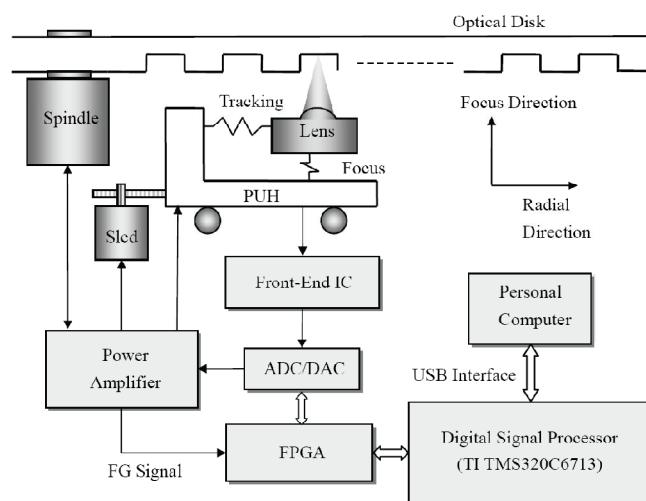 Optical Disk
Tracking
Focus Direction
Spindle
Lens
Focus
PUH
Radial
Direction
Sled
Front-End IC
Personal
Computer
Power
Amplifier
ADC/DAC
USB Interface
FG Signal
FPGA
Digital Signal Processor
(TI TMS320C6713)